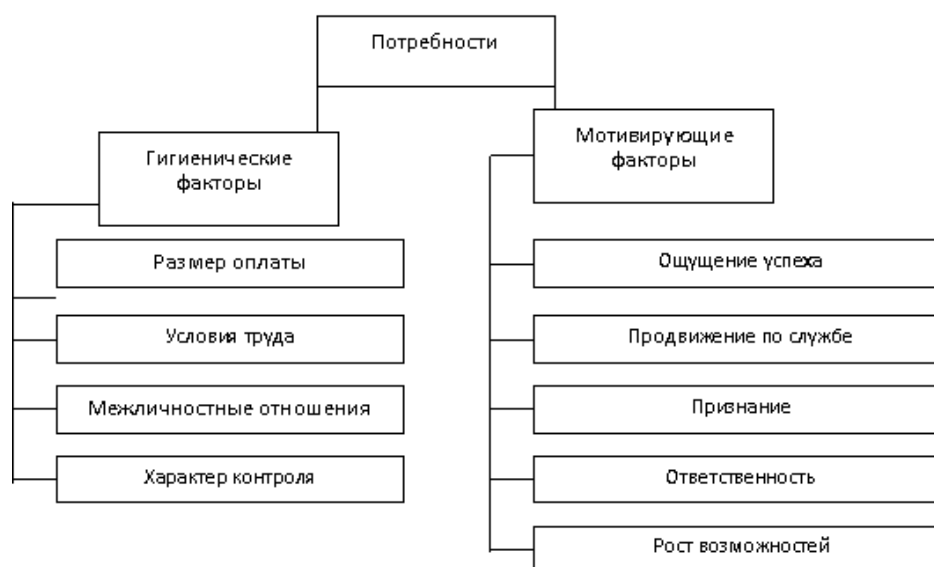 Потребности
Гигиенические
факторы
Размер оплаты
Условия труда
Межличностные отношения
Характер контроля
Мотивирующие
факторы
Ощущение успеха
Продвижение по службе
Признание
Ответственность
Рост возможностей